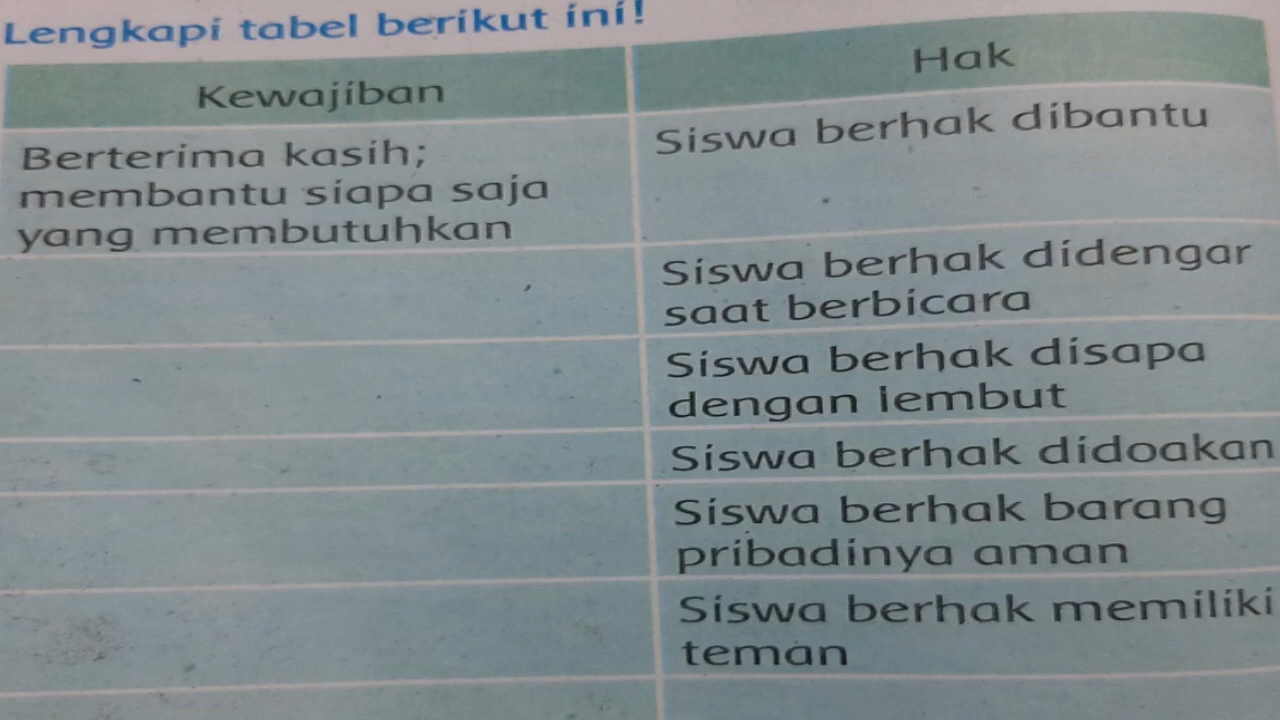 Lengkapi tabel berikut ini!
Kewajiban
Hak
Berterima kasih;
membantu siapa saja
yang membutuhkan
Siswa berhak dibantu
Siswa berhak didengar
saat berbicara
Siswa berhak disapa
dengan lembut
Siswa berhak didoakan
Siswa berhak barang
pribadinya aman
Siswa berhak memiliki
teman